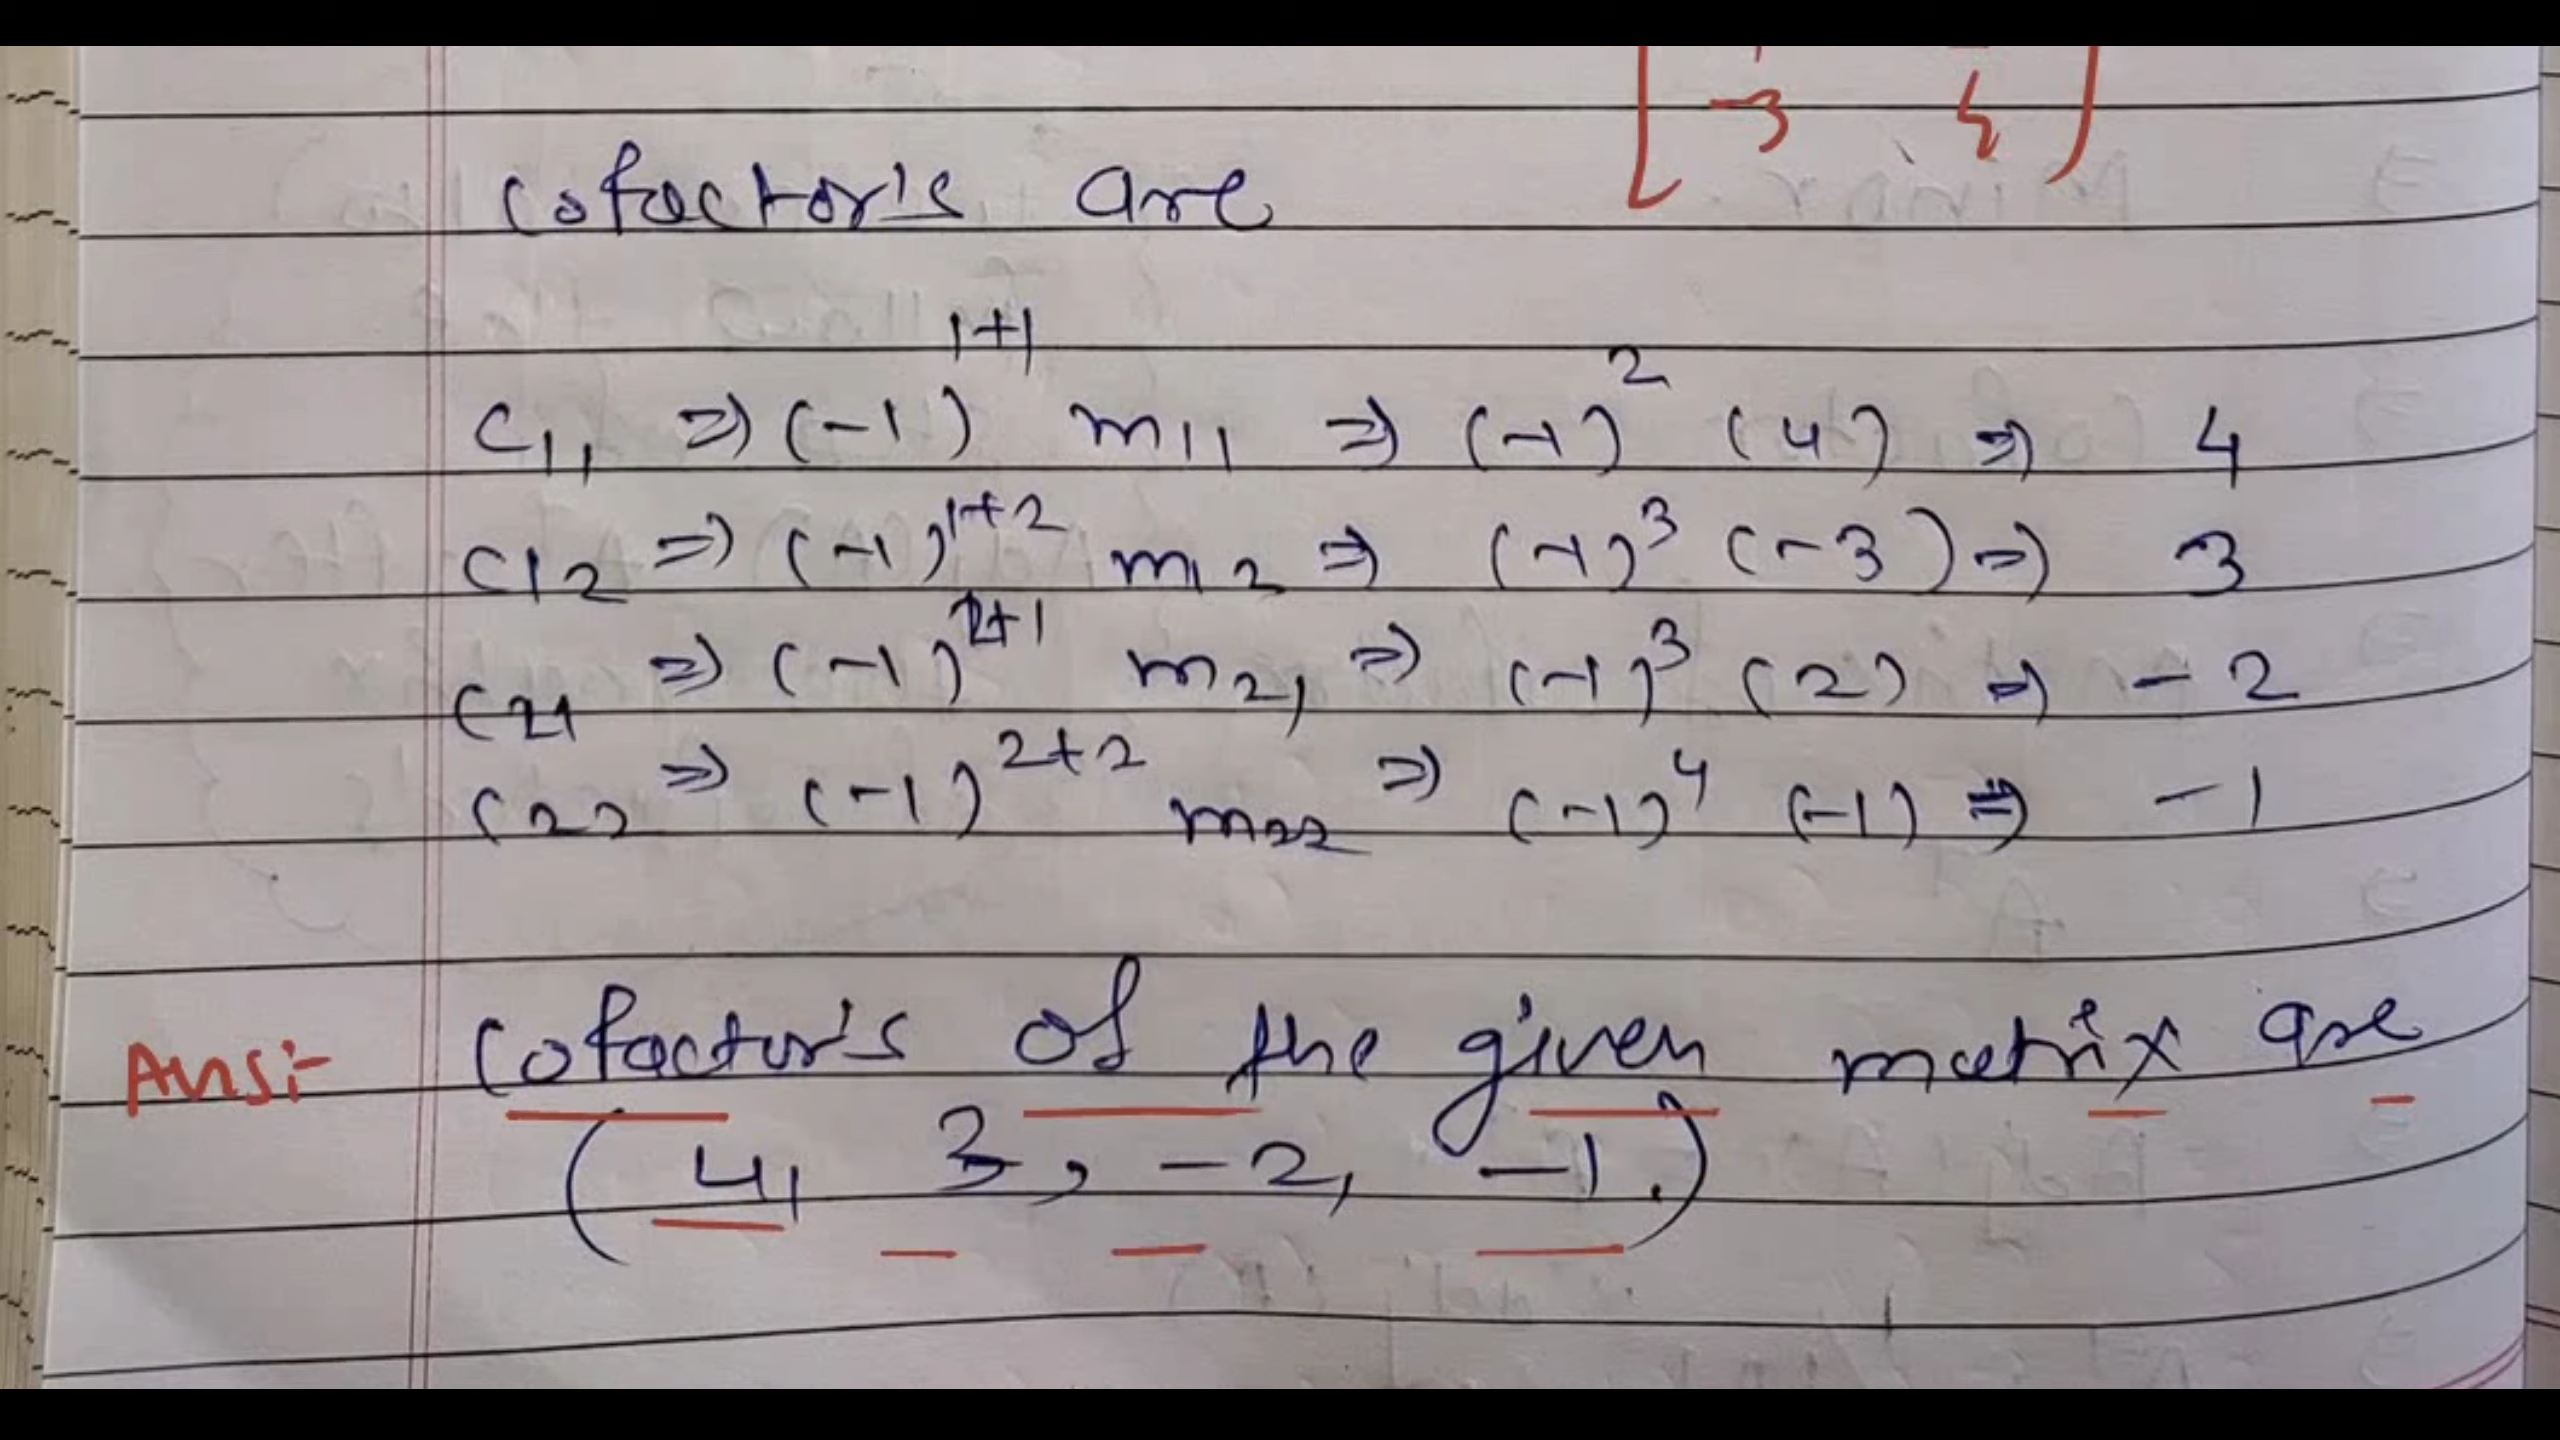 -3 4
cofactor's are
C11 => (-1)^1+1 m11 => (-1)^2 (4) => 4
C12 => (-1)^1+2 m12 => (-1)^3 (-3) => 3
C21 => (-1)^2+1 m21 => (-1)^3 (2) => -2
C22 => (-1)^2+2 m22 => (-1)^4 (-1) => -1
Ans:- Cofactor's of the given matrix are
(4, 3, -2, -1.)